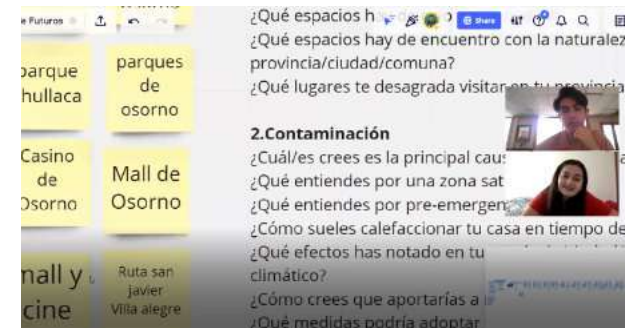 e Futuros
Share
parque
hullaca
parques
de
osorno
Casino
de
Osorno
Mall de
Osorno
mall y
cine
Ruta san
javier
Villa alegre
¿Qué espacios h
¿Qué espacios hay de encuentro con la naturalez
provincia/ciudad/comuna?
¿Qué lugares te desagrada visitar en tu provincia
2.Contaminación
¿Cuál/es crees es la principal caus
¿Qué entiendes por una zona sat
¿Qué entiendes por pre-emergen
¿Cómo sueles calefaccionar tu casa en tiempo de
¿Qué efectos has notado en tu
climático?
¿Cómo crees que aportarías a
¿Qué medidas podría adoptar